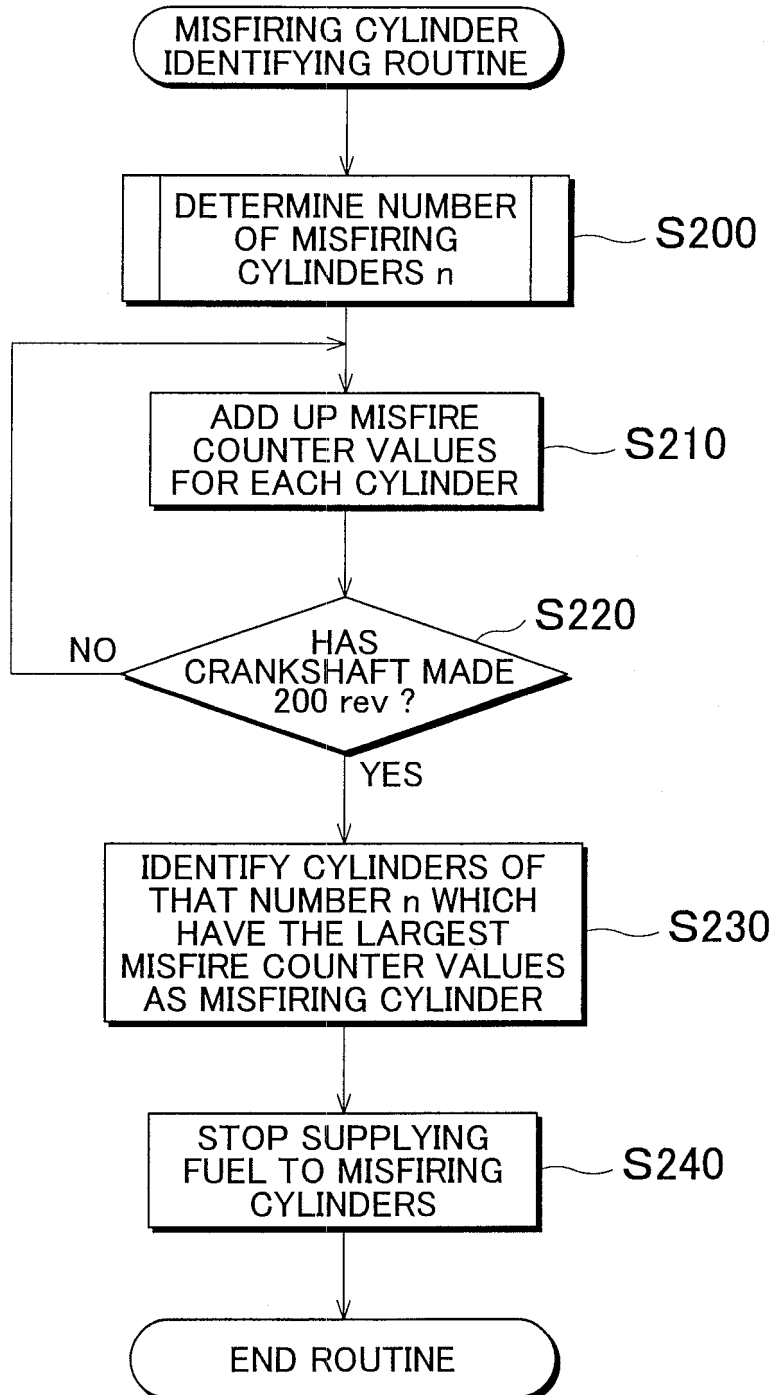 MISFIRING CYLINDER
IDENTIFYING ROUTINE
DETERMINE NUMBER
OF MISFIRING
CYLINDERS n
S200
ADD UP MISFIRE
COUNTER VALUES
FOR EACH CYLINDER
S210
S220
HAS
CRANKSHAFT MADE
200 rev ?
NO
YES
IDENTIFY CYLINDERS OF
THAT NUMBER n WHICH
HAVE THE LARGEST
MISFIRE COUNTER VALUES
AS MISFIRING CYLINDER
S230
STOP SUPPLYING
FUEL TO MISFIRING
CYLINDERS
S240
END ROUTINE